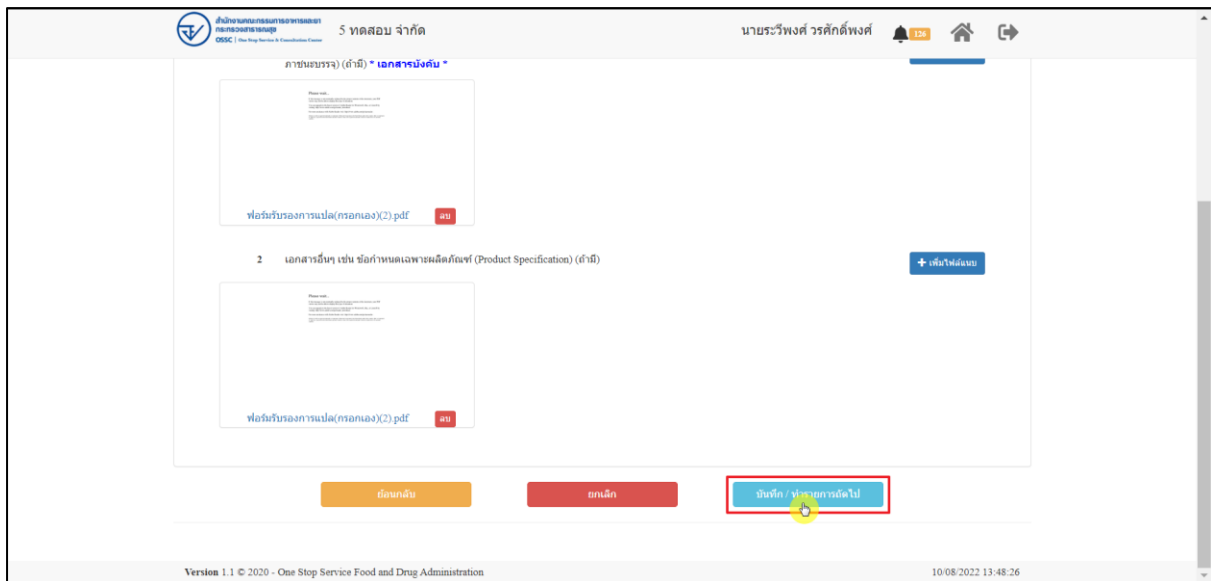 สำนักงานคณะกรรมการอาหารและยา
กระทรวงสาธารณสุข
OSSC | One Stop Service & Consultation Center
5 ทดสอบ จำกัด
นายระวีพงศ์ วรศักดิ์พงศ์
126
ภาชนะบรรจุ) (ถ้ามี) * เอกสารบังคับ *
Please wait...
ฟอร์มรับรองการแปล(กรอกเอง)(2).pdf
ลบ
2 เอกสารอื่นๆ เช่น ข้อกำหนดเฉพาะผลิตภัณฑ์ (Product Specification) (ถ้ามี)
เพิ่มไฟล์แนบ
Please wait...
ฟอร์มรับรองการแปล(กรอกเอง)(2).pdf
ลบ
ย้อนกลับ
ยกเลิก
บันทึก / ทำรายการถัดไป
Version 1.1 © 2020 - One Stop Service Food and Drug Administration
10/08/2022 13:48:26